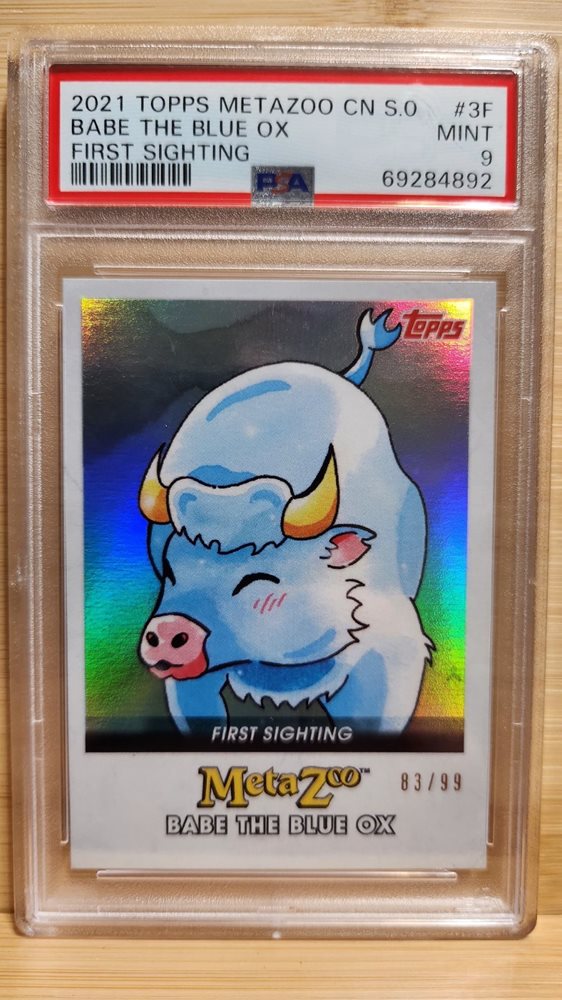 2021 TOPPS METAZOO CN S.0 #3F
BABE THE BLUE OX MINT
FIRST SIGHTING 9
PSA 69284892
topps
FIRST SIGHTING
MetaZoo™ 83/99
BABE THE BLUE OX